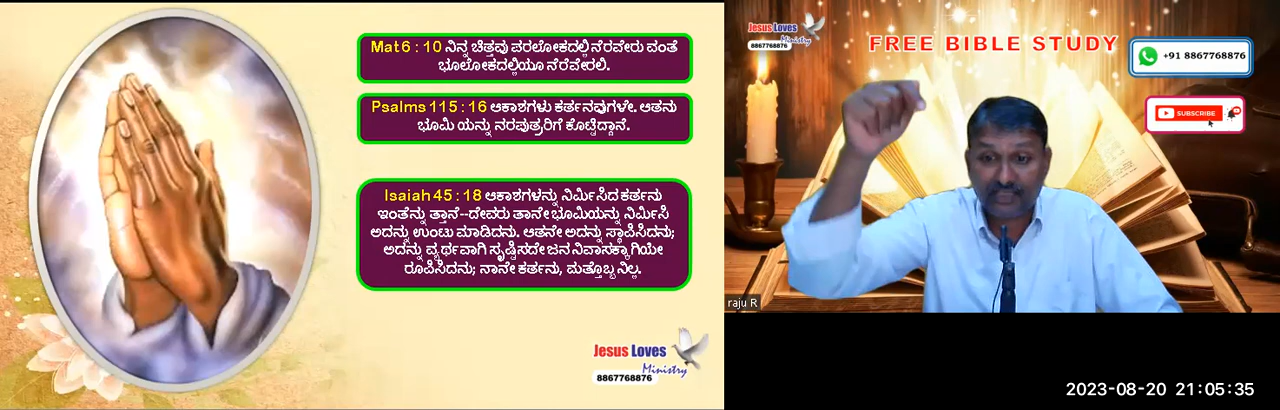 Mat 6 : 10 ನಿನ್ನ ಚಿತ್ತವು ಪರಲೋಕದಲ್ಲಿ ನೆರವೇರು ವಂತೆ
ಭೂಲೋಕದಲ್ಲಿಯೂ ನೆರೆವೇರಲಿ.
Psalms 115 : 16 ಆಕಾಶಗಳು ಕರ್ತನವುಗಳೇ. ಆತನು
ಭೂಮಿ ಯನ್ನು ನರಪುತ್ರರಿಗೆ ಕೊಟ್ಟಿದ್ದಾನೆ.
Isaiah 45 : 18 ಆಕಾಶಗಳನ್ನು ನಿರ್ಮಿಸಿದ ಕರ್ತನು
ಇಂತೆನ್ನು ತ್ತಾನೆ--ದೇವರು ತಾನೇ ಭೂಮಿಯನ್ನು ನಿರ್ಮಿಸಿ
ಅದನ್ನು ಉಂಟು ಮಾಡಿದನು. ಆತನೇ ಅದನ್ನು ಸ್ಥಾಪಿಸಿದನು;
ಅದನ್ನು ವ್ಯರ್ಥವಾಗಿ ಸೃಷ್ಟಿಸದೇ ಜನ ನಿವಾಸಕ್ಕಾಗಿಯೇ
ರೂಪಿಸಿದನು; ನಾನೇ ಕರ್ತನು, ಮತ್ತೊಬ್ಬ ನಿಲ್ಲ.
Jesus Loves
Ministry
8867768876
Jesus Loves
Ministry
8867768876
FREE BIBLE STUDY
+91 8867768876
SUBSCRIBE
raju R
2023-08-20 21:05:35